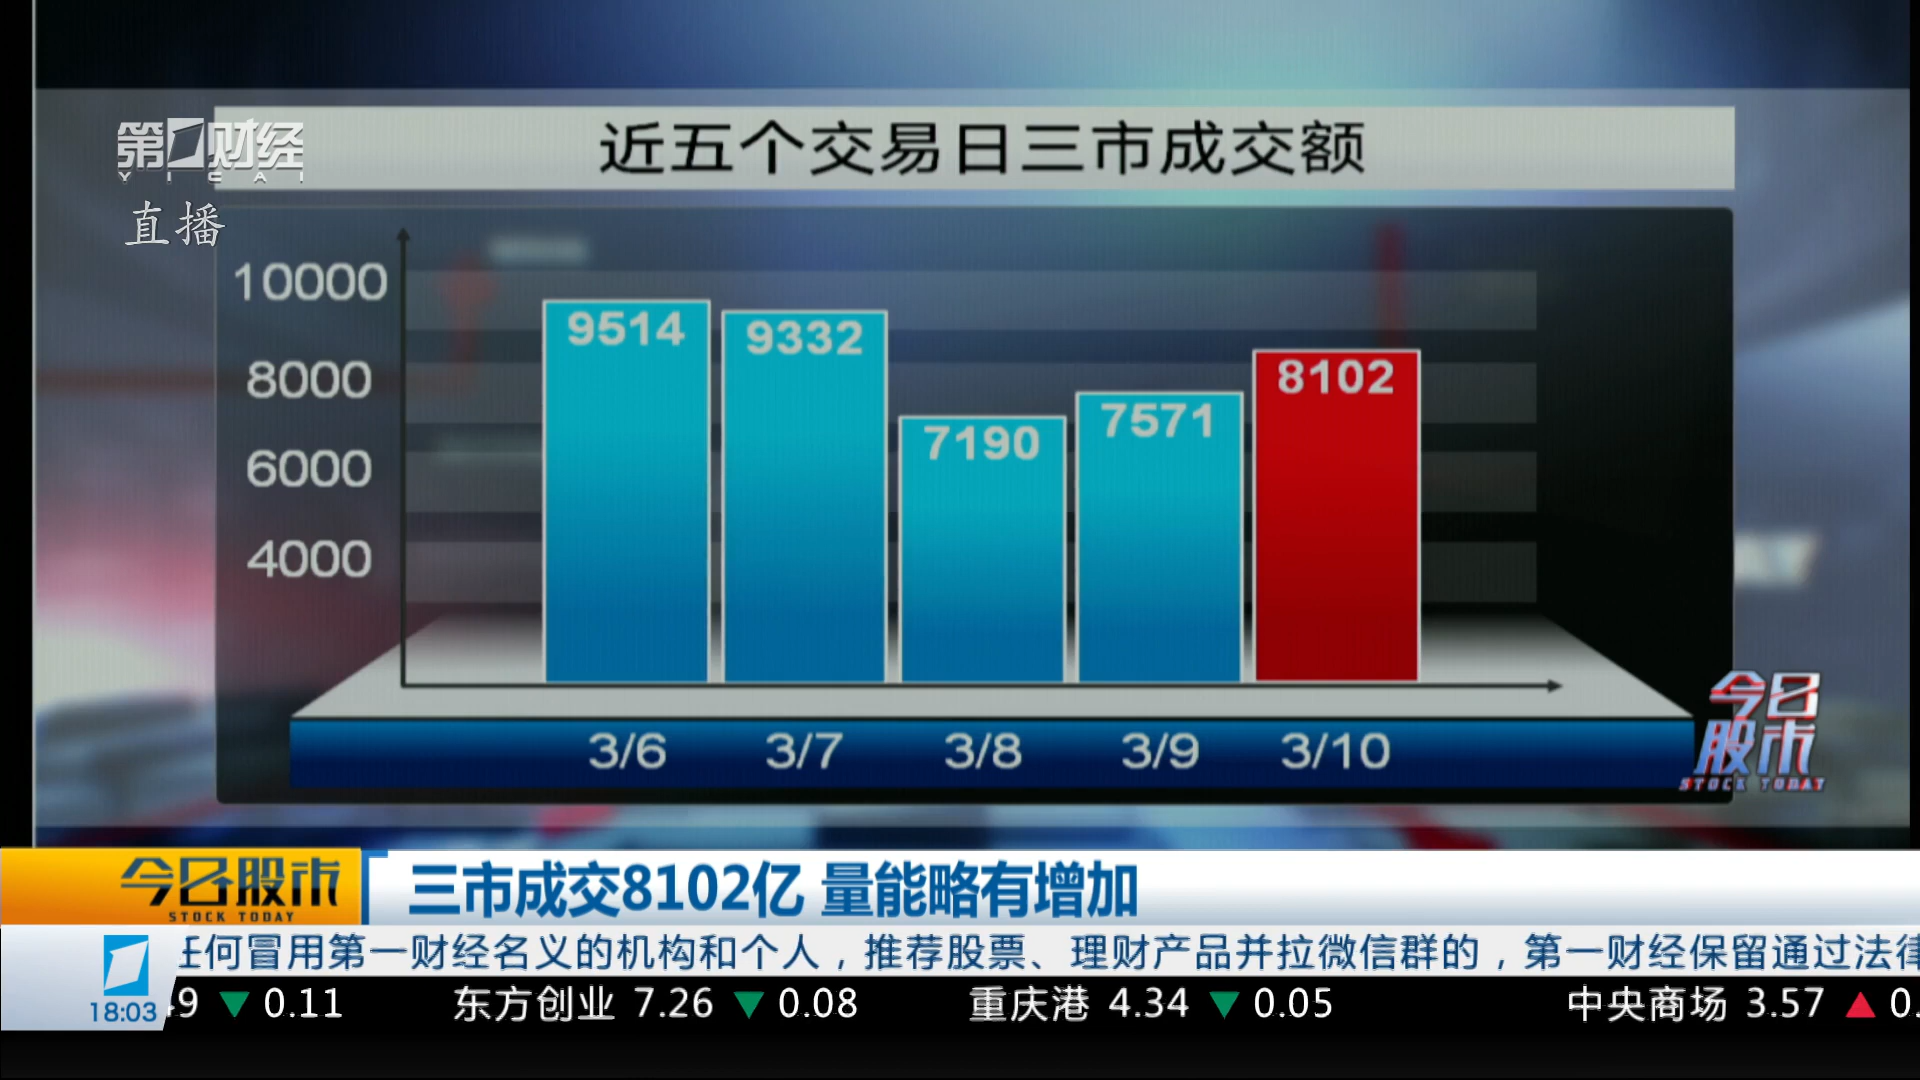 近五个交易日三市成交额
第一财经
YICAI
直播
10000
8000
6000
4000
9514
9332
7190
7571
8102
3/6
3/7
3/8
3/9
3/10
今日
股市
STOCK TODAY
今日股市
STOCK TODAY
三市成交8102亿 量能略有增加
任何冒用第一财经名义的机构和个人，推荐股票、理财产品并拉微信群的，第一财经保留通过法律
18:03
49 ▼ 0.11 东方创业 7.26 ▼ 0.08 重庆港 4.34 ▼ 0.05 中央商场 3.57 ▲ 0.